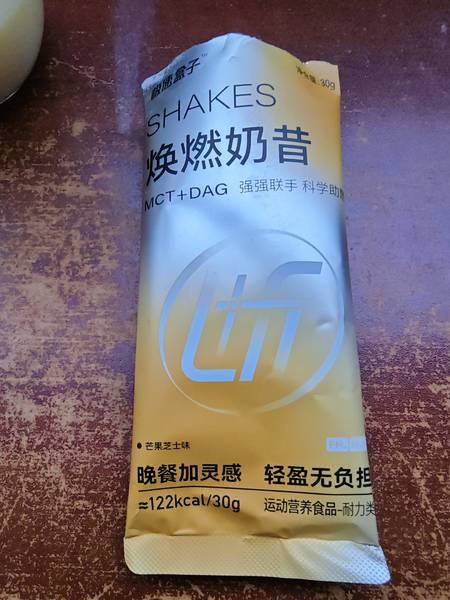 盒子
净含量:30g
SHAKES
焕燃奶昔
MCT+DAG 强强联手 科学助燃
芒果芝士味
晚餐加灵感 轻盈无负担
≈122kcal/30g 运动营养食品-耐力类